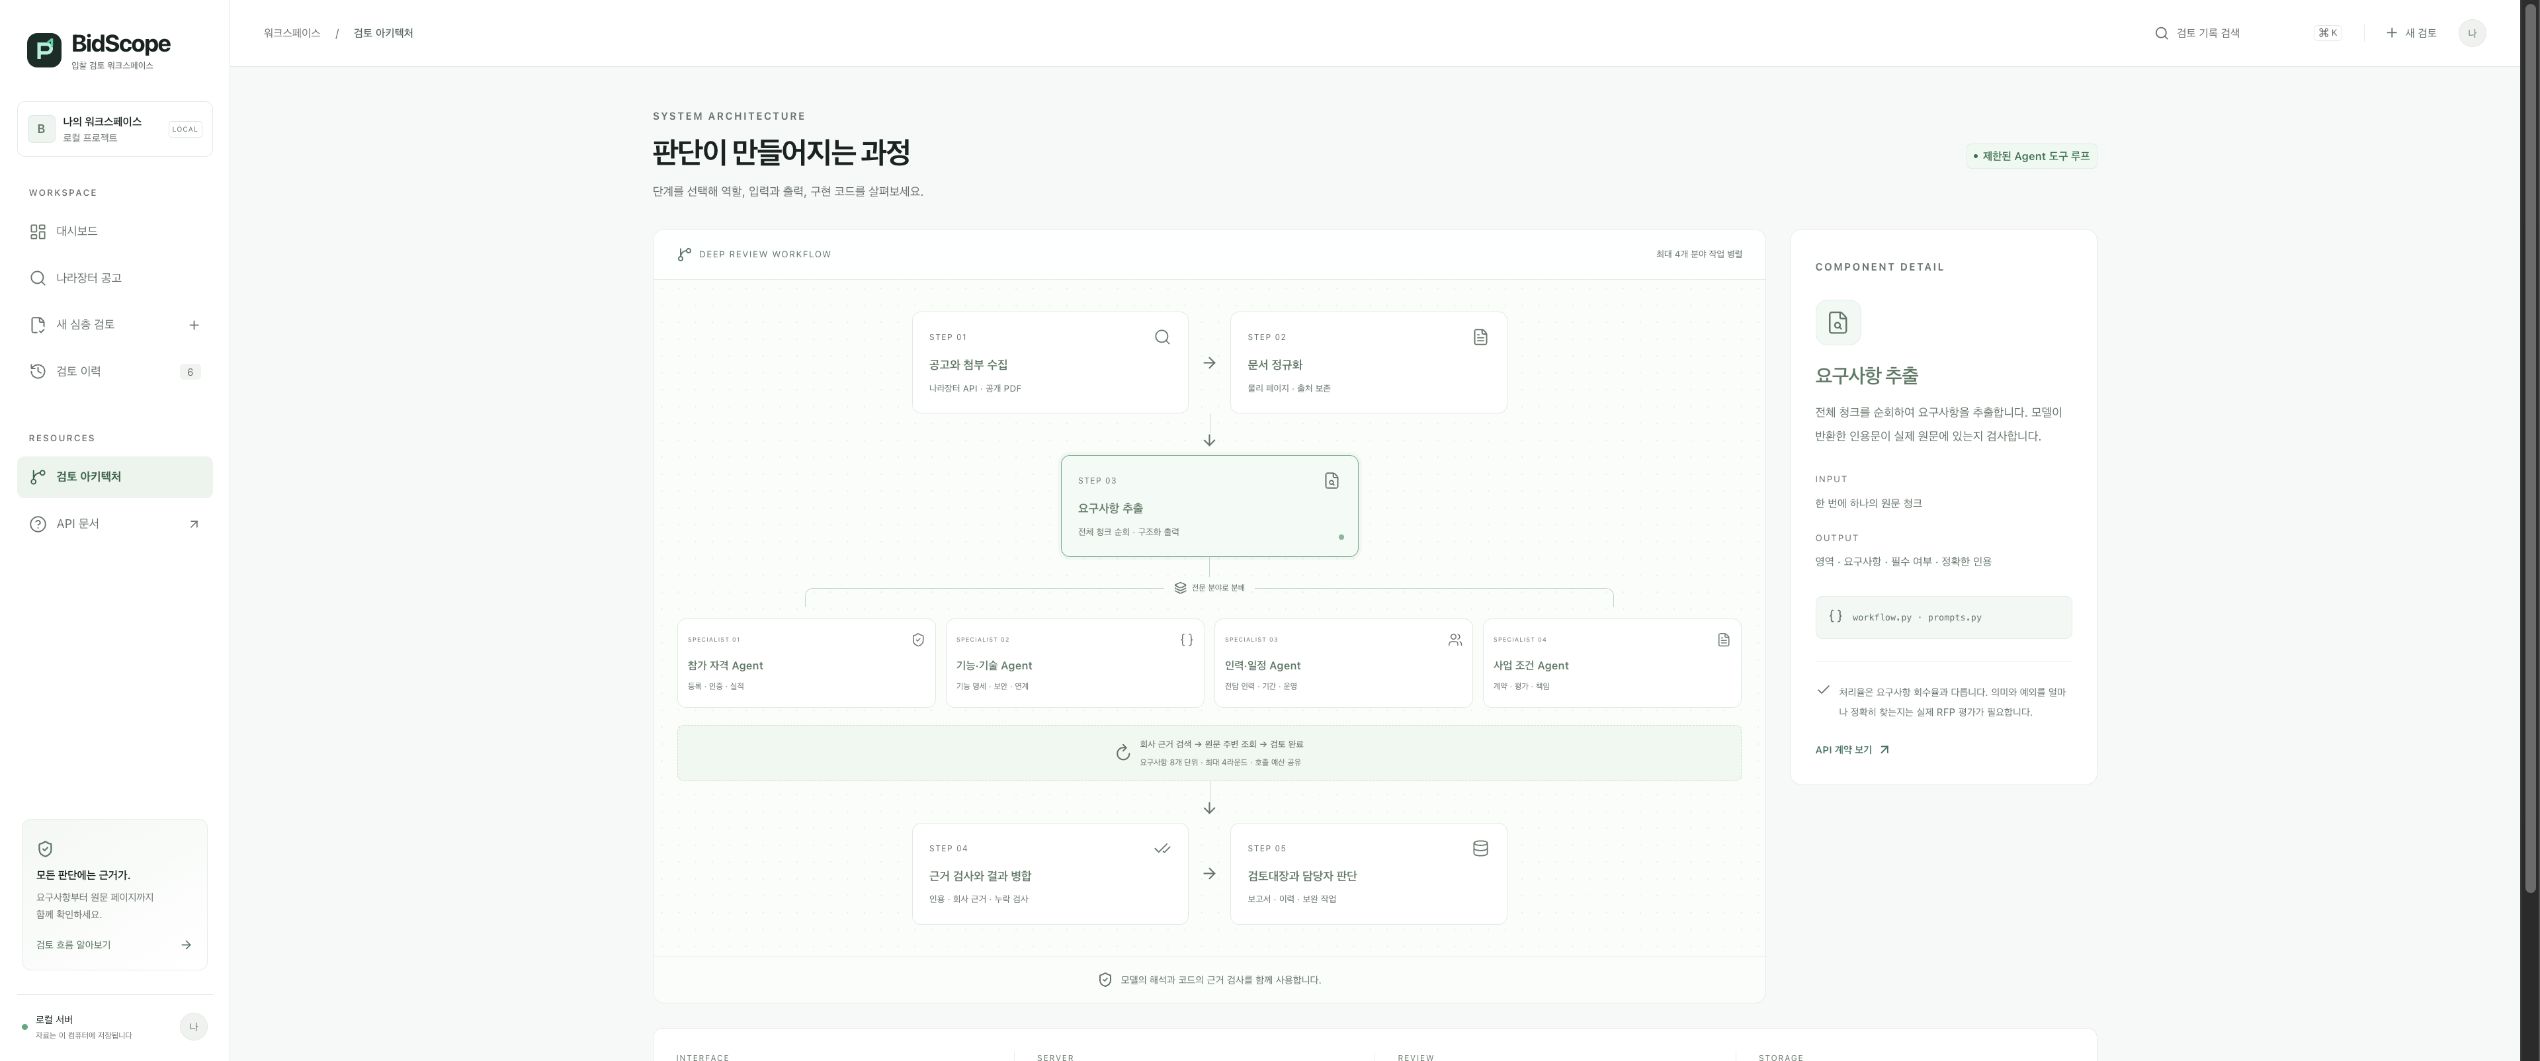 BidScope
입찰 검토 워크스페이스
B
나의 워크스페이스
로컬 프로젝트
LOCAL
WORKSPACE
대시보드
나라장터 공고
새 심층 검토
검토 이력
6
RESOURCES
검토 아키텍처
API 문서
모든 판단에는 근거가.
요구사항부터 원문 페이지까지
함께 확인하세요.
검토 흐름 알아보기
로컬 서버
자료는 이 컴퓨터에 저장됩니다
나
워크스페이스 / 검토 아키텍처
검토 기록 검색
⌘ K
새 검토
나
SYSTEM ARCHITECTURE
판단이 만들어지는 과정
단계를 선택해 역할, 입력과 출력, 구현 코드를 살펴보세요.
제한된 Agent 도구 루프
DEEP REVIEW WORKFLOW
최대 4개 분야 작업 병렬
STEP 01
공고와 첨부 수집
나라장터 API · 공개 PDF
STEP 02
문서 정규화
물리 페이지 · 출처 보존
STEP 03
요구사항 추출
전체 청크 순회 · 구조화 출력
전문 분야로 분배
SPECIALIST 01
참가 자격 Agent
등록 · 인증 · 실적
SPECIALIST 02
기능·기술 Agent
기능 명세 · 보안 · 연계
SPECIALIST 03
인력·일정 Agent
전담 인력 · 기간 · 운영
SPECIALIST 04
사업 조건 Agent
계약 · 평가 · 책임
회사 근거 검색 → 원문 주변 조회 → 검토 완료
요구사항 8개 단위 · 최대 4라운드 · 호출 예산 공유
STEP 04
근거 검사와 결과 병합
인용 · 회사 근거 · 누락 검사
STEP 05
검토대장과 담당자 판단
보고서 · 이력 · 보완 작업
모델의 해석과 코드의 근거 검사를 함께 사용합니다.
COMPONENT DETAIL
요구사항 추출
전체 청크를 순회하여 요구사항을 추출합니다. 모델이
반환한 인용문이 실제 원문에 있는지 검사합니다.
INPUT
한 번에 하나의 원문 청크
OUTPUT
영역 · 요구사항 · 필수 여부 · 정확한 인용
{} workflow.py · prompts.py
처리율은 요구사항 회수율과 다릅니다. 의미와 예외를 얼마
나 정확히 찾는지는 실제 RFP 평가가 필요합니다.
API 계약 보기
INTERFACE
SERVER
REVIEW
STORAGE